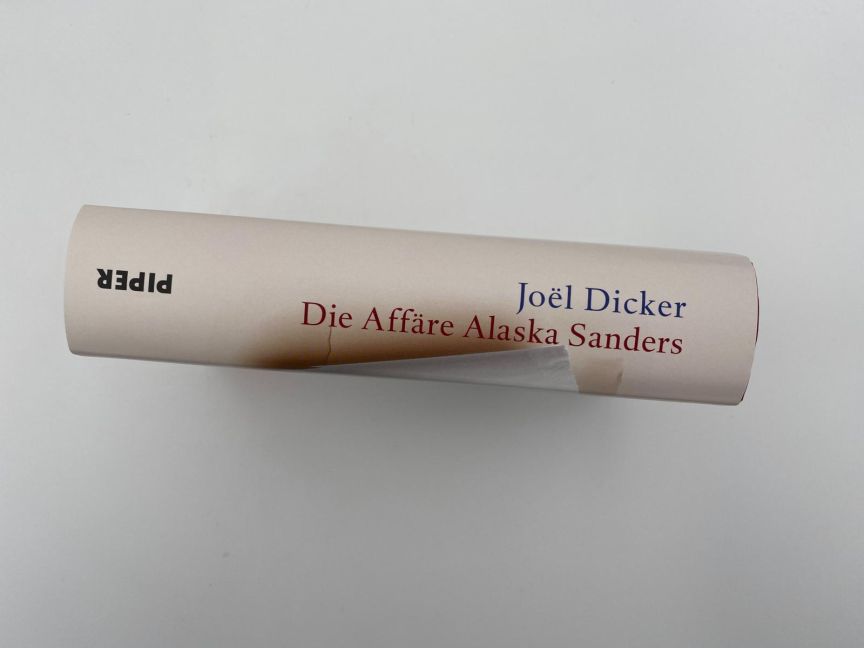 Joël Dicker
Die Affäre Alaska Sanders
PIPER